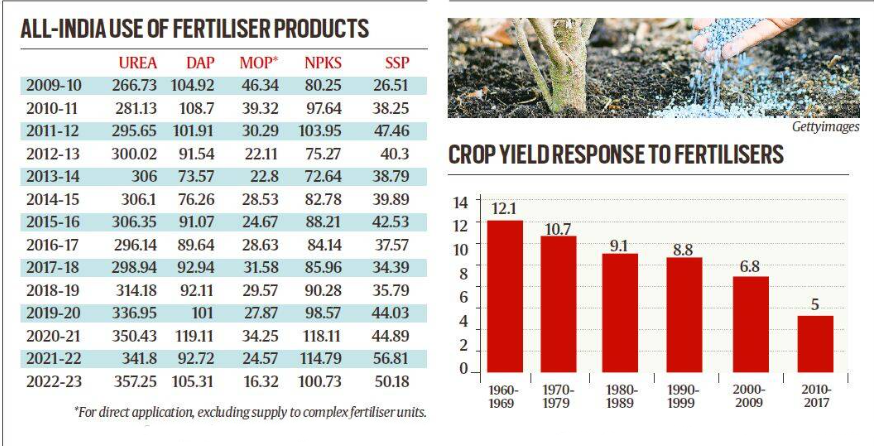 ALL-INDIA USE OF FERTILISER PRODUCTS
UREA DAP MOP* NPKS SSP
2009-10 266.73 104.92 46.34 80.25 26.51
2010-11 281.13 108.7 39.32 97.64 38.25
2011-12 295.65 101.91 30.29 103.95 47.46
2012-13 300.02 91.54 22.11 75.27 40.3
2013-14 306 73.57 22.8 72.64 38.79
2014-15 306.1 76.26 28.53 82.78 39.89
2015-16 306.35 91.07 24.67 88.21 42.53
2016-17 296.14 89.64 28.63 84.14 37.57
2017-18 298.94 92.94 31.58 85.96 34.39
2018-19 314.18 92.11 29.57 90.28 35.79
2019-20 336.95 101 27.87 98.57 44.03
2020-21 350.43 119.11 34.25 118.11 44.89
2021-22 341.8 92.72 24.57 114.79 56.81
2022-23 357.25 105.31 16.32 100.73 50.18
*For direct application, excluding supply to complex fertiliser units.
Gettyimages
CROP YIELD RESPONSE TO FERTILISERS
14
12
10
8
6
4
2
0
12.1
10.7
9.1
8.8
6.8
5
1960- 1970- 1980- 1990- 2000- 2010-
1969 1979 1989 1999 2009 2017